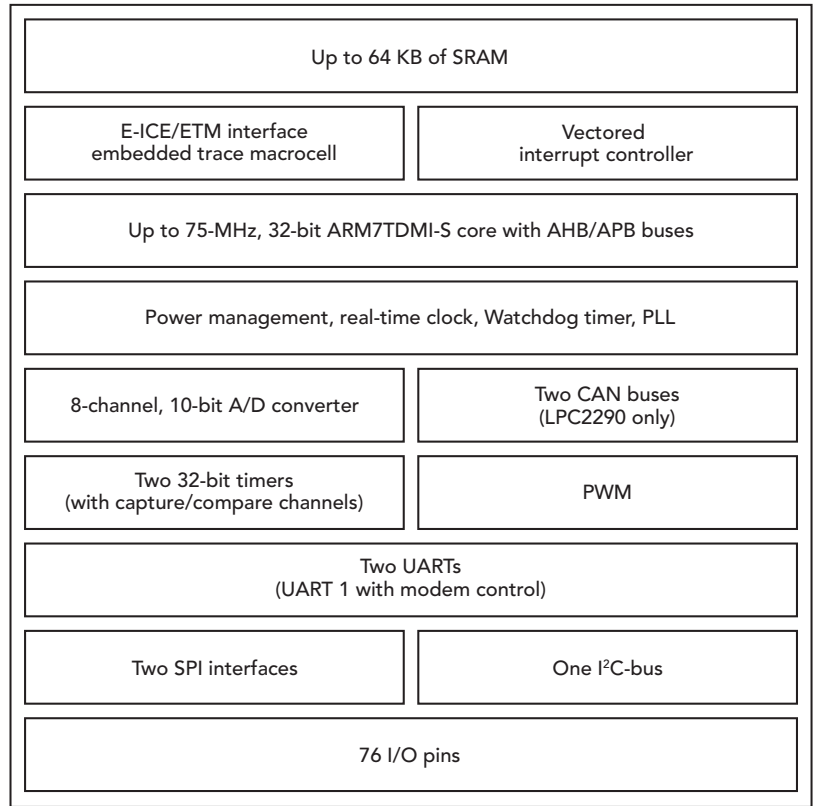 Up to 64 KB of SRAM
E-ICE/ETM interface
embedded trace macrocell
Vectored
interrupt controller
Up to 75-MHz, 32-bit ARM7TDMI-S core with AHB/APB buses
Power management, real-time clock, Watchdog timer, PLL
8-channel, 10-bit A/D converter
Two CAN buses
(LPC2290 only)
Two 32-bit timers
(with capture/compare channels)
PWM
Two UARTs
(UART 1 with modem control)
Two SPI interfaces
One I²C-bus
76 I/O pins